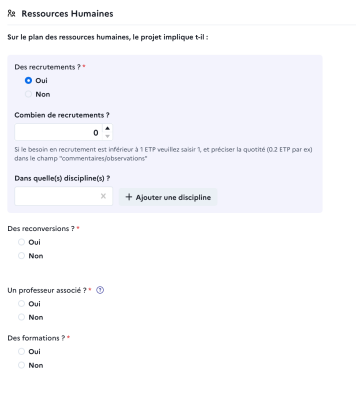 Ressources Humaines
Sur le plan des ressources humaines, le projet implique t-il :
Des recrutements ? *
Oui
Non
Combien de recrutements ?
0
Si le besoin en recrutement est inférieur à 1 ETP veuillez saisir 1, et préciser la quotité (0.2 ETP par ex)
dans le champ "commentaires/observations"
Dans quelle(s) discipline(s) ?
+ Ajouter une discipline
Des reconversions ? *
Oui
Non
Un professeur associé ? *
Oui
Non
Des formations ? *
Oui
Non